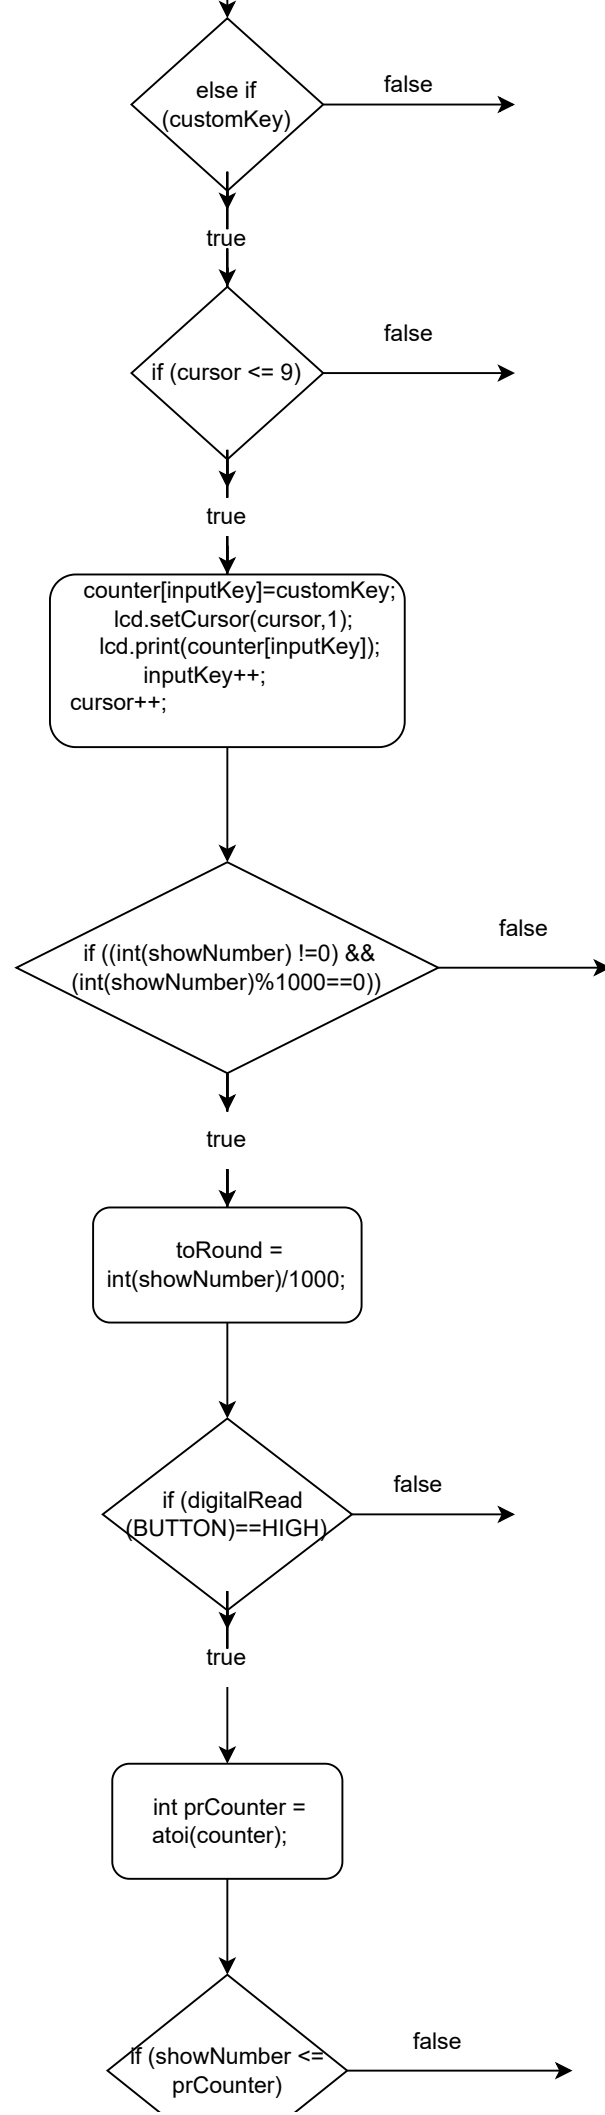 else if
(customKey)
false
true
if (cursor <= 9)
false
true
counter[inputKey]=customKey;
lcd.setCursor(cursor,1);
lcd.print(counter[inputKey]);
inputKey++;
cursor++;
if ((int(showNumber) !=0) &&
(int(showNumber)%1000==0))
false
true
toRound =
int(showNumber)/1000;
if (digitalRead
(BUTTON)==HIGH)
false
true
int prCounter =
atoi(counter);
if (showNumber <=
prCounter)
false